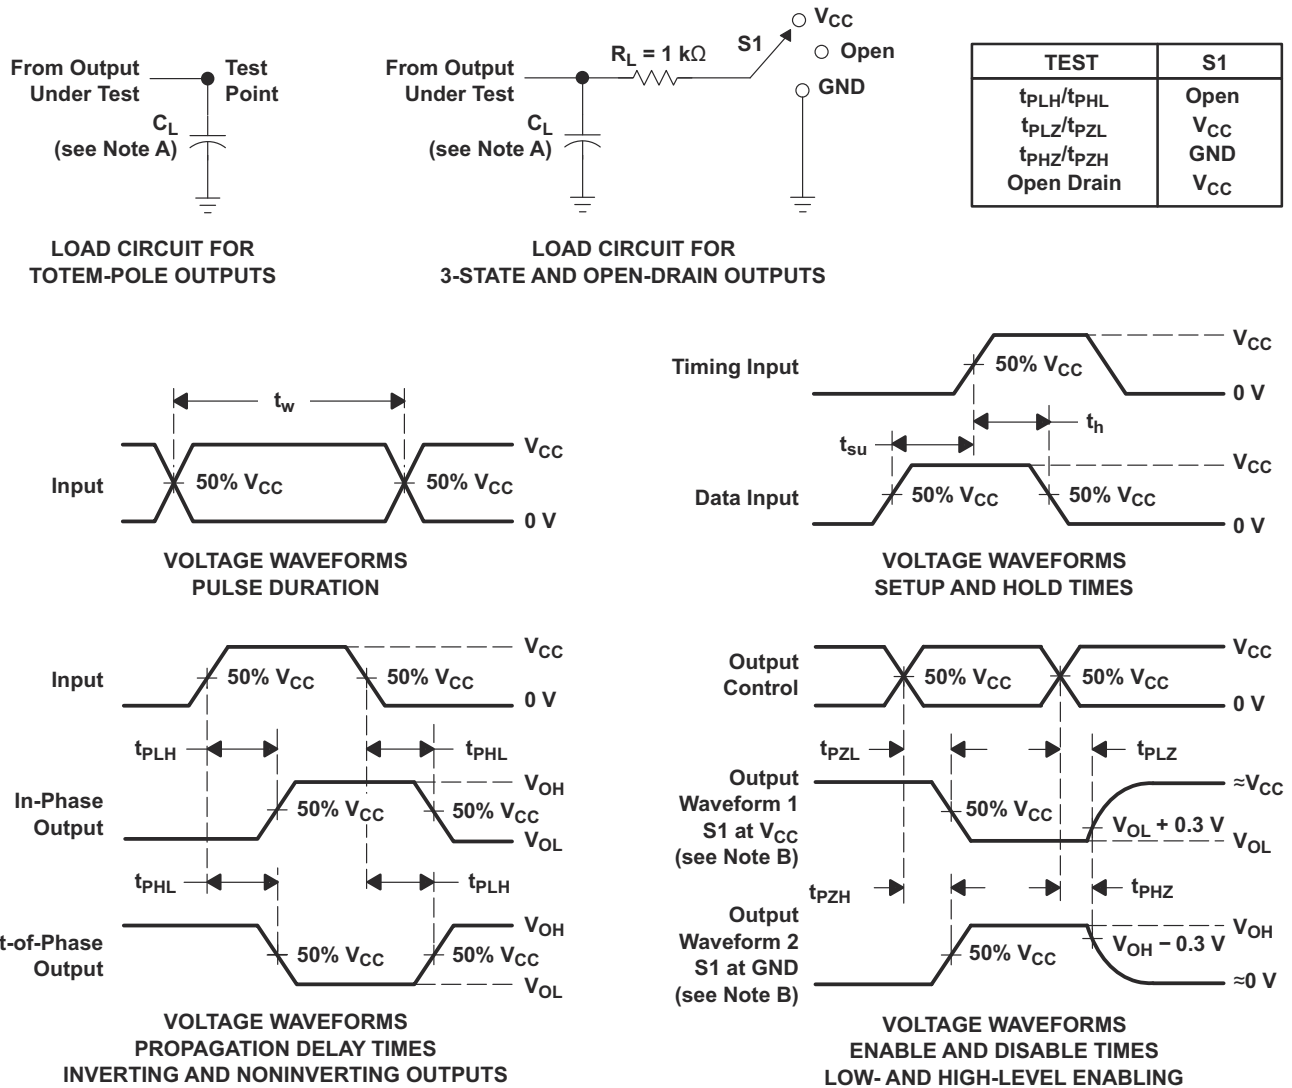 From Output
Under Test
Test
Point
CL
(see Note A)
LOAD CIRCUIT FOR
TOTEM-POLE OUTPUTS
From Output
Under Test
RL = 1 kΩ
S1
VCC
Open
GND
CL
(see Note A)
LOAD CIRCUIT FOR
3-STATE AND OPEN-DRAIN OUTPUTS
TEST S1
tPLH/tPHL Open
tPLZ/tPZL VCC
tPHZ/tPZH GND
Open Drain VCC
tw
Input
50% VCC
50% VCC
VCC
0 V
VOLTAGE WAVEFORMS
PULSE DURATION
Timing Input
50% VCC
VCC
0 V
tsu
th
Data Input
50% VCC
50% VCC
VCC
0 V
VOLTAGE WAVEFORMS
SETUP AND HOLD TIMES
Input
50% VCC
50% VCC
VCC
0 V
tPLH
tPHL
In-Phase
Output
50% VCC
50% VCC
VOH
VOL
tPHL
tPLH
t-of-Phase
Output
50% VCC
50% VCC
VOH
VOL
VOLTAGE WAVEFORMS
PROPAGATION DELAY TIMES
INVERTING AND NONINVERTING OUTPUTS
Output
Control
50% VCC
50% VCC
VCC
0 V
tPZL
tPLZ
Output
Waveform 1
S1 at VCC
(see Note B)
50% VCC
VOL + 0.3 V
≈VCC
VOL
tPZH
tPHZ
Output
Waveform 2
S1 at GND
(see Note B)
50% VCC
VOH − 0.3 V
VOH
≈0 V
VOLTAGE WAVEFORMS
ENABLE AND DISABLE TIMES
LOW- AND HIGH-LEVEL ENABLING